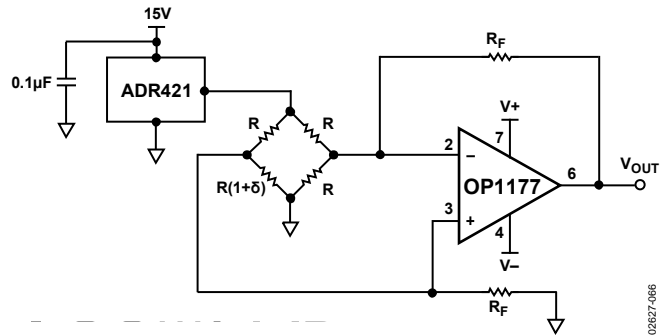 15V
0.1µF
ADR421
R
R
R(1+δ)
R
RF
V+
7
2
−
OP1177
6
VOUT
3
+
4
V−
RF
02627-066